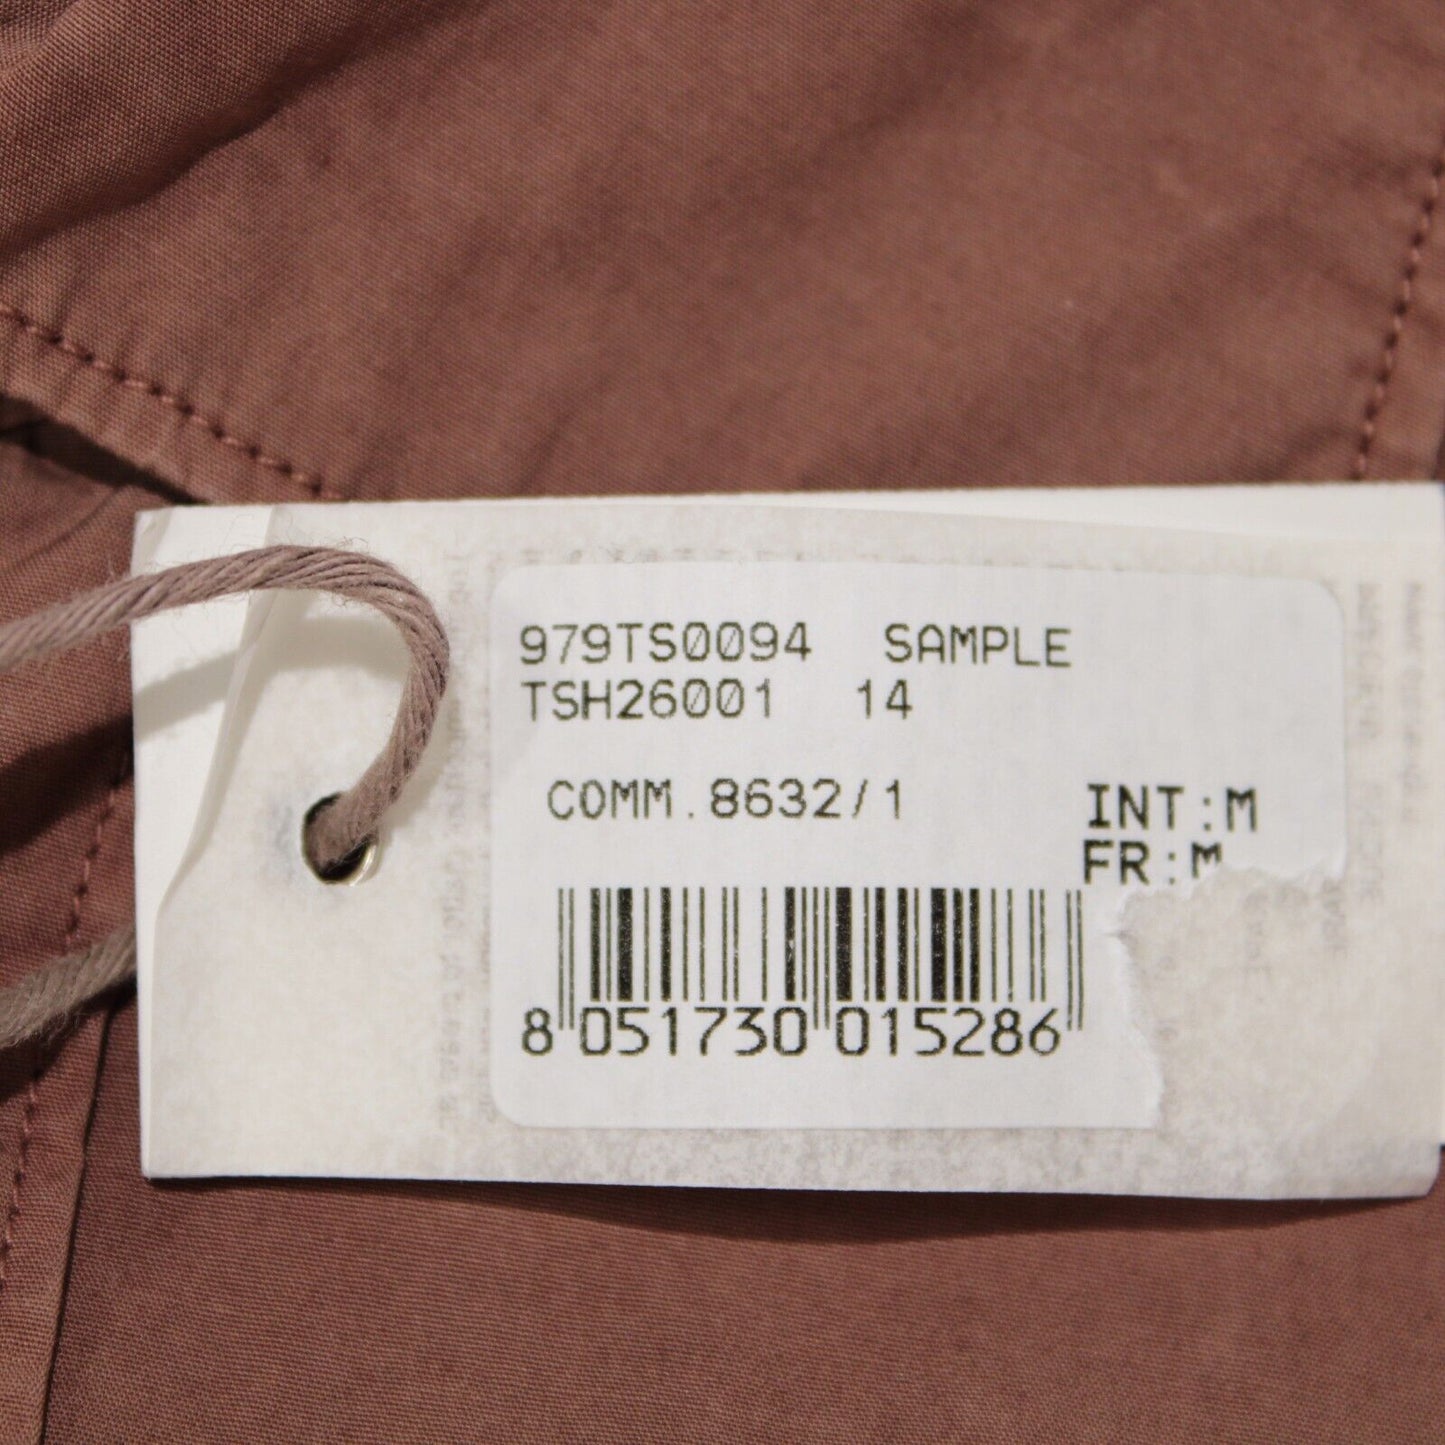 979TS0094 SAMPLE
TSH26001 14
COMM.8632/1
INT:M
FR:M
8 051730 015286